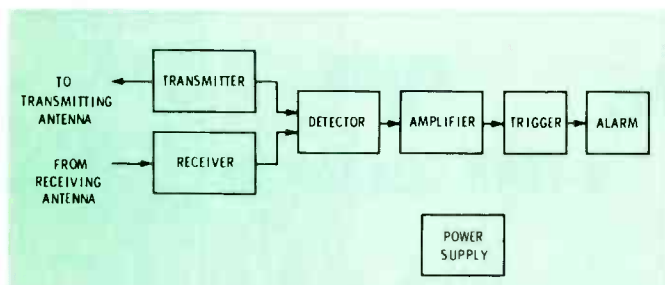 TO
TRANSMITTING
ANTENNA
TRANSMITTER
FROM
RECEIVING
ANTENNA
RECEIVER
DETECTOR
AMPLIFIER
TRIGGER
ALARM
POWER
SUPPLY